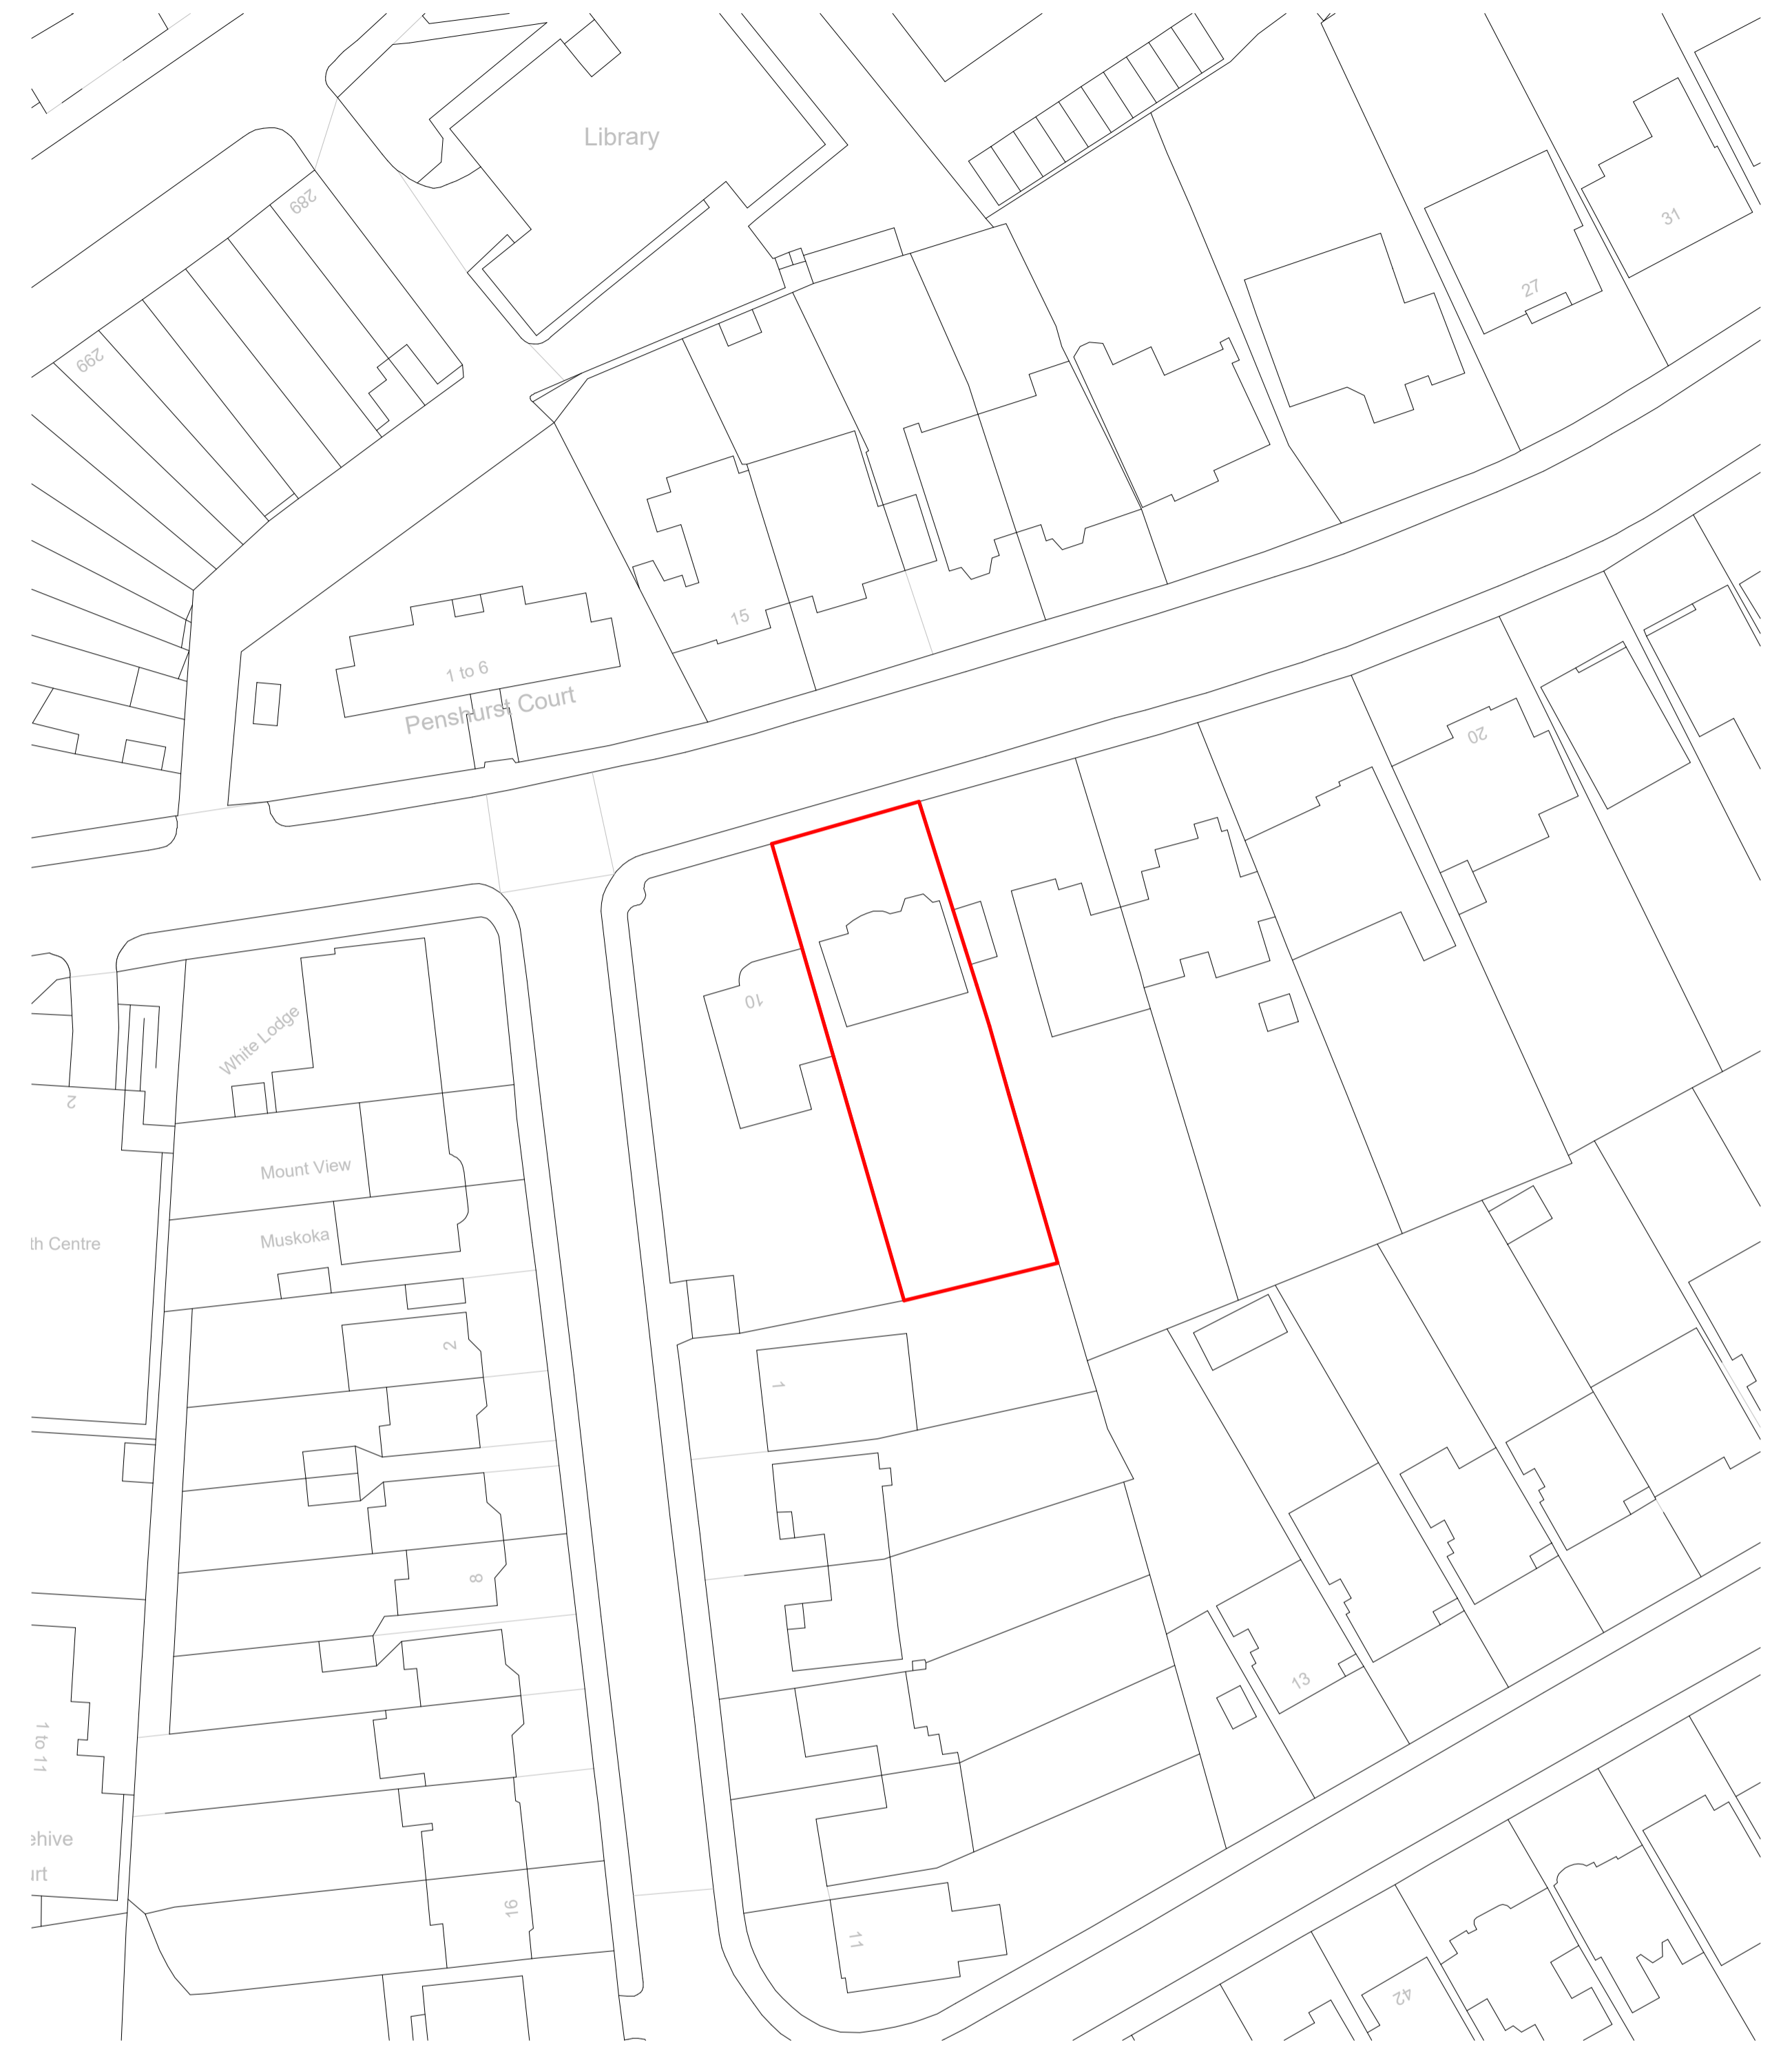 Library
289
31
27
299
15
1 to 6
Penshurst Court
20
10
White Lodge
2
Mount View
Muskoka
th Centre
2
1
8
13
1 to 11
ehive
urt
16
11
42